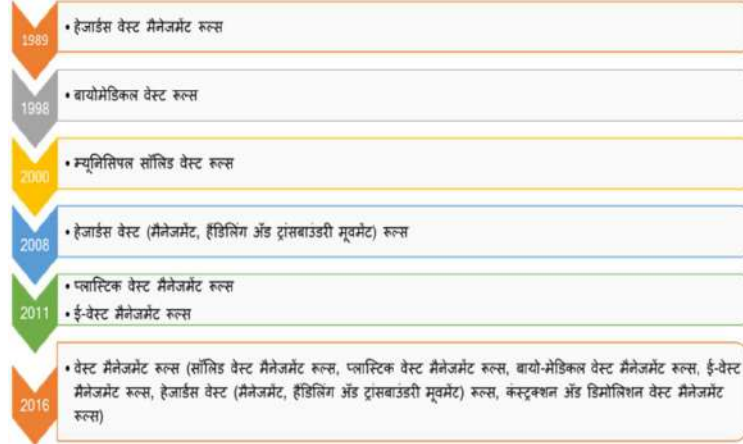 1989
• हेजार्डस वेस्ट मैनेजमेंट रूल्स
1998
• बायोमेडिकल वेस्ट रूल्स
2000
• म्यूनिसिपल सॉलिड वेस्ट रूल्स
2008
• हेजार्डस वेस्ट (मैनेजमेंट, हैंडिलिंग अँड ट्रांसबाउंडरी मूवमेंट) रूल्स
2011
• प्लास्टिक वेस्ट मैनेजमेंट रूल्स
• ई-वेस्ट मैनेजमेंट रूल्स
2016
• वेस्ट मैनेजमेंट रूल्स (सॉलिड वेस्ट मैनेजमेंट रूल्स, प्लास्टिक वेस्ट मैनेजमेंट रूल्स, बायो-मेडिकल वेस्ट मैनेजमेंट रूल्स, ई-वेस्ट
मैनेजमेंट रूल्स, हेजार्डस वेस्ट (मैनेजमेंट, हैंडिलिंग अँड ट्रांसबाउंडरी मूवमेंट) रूल्स, कंस्ट्रक्शन अँड डिमोलिशन वेस्ट मैनेजमेंट
रूल्स)